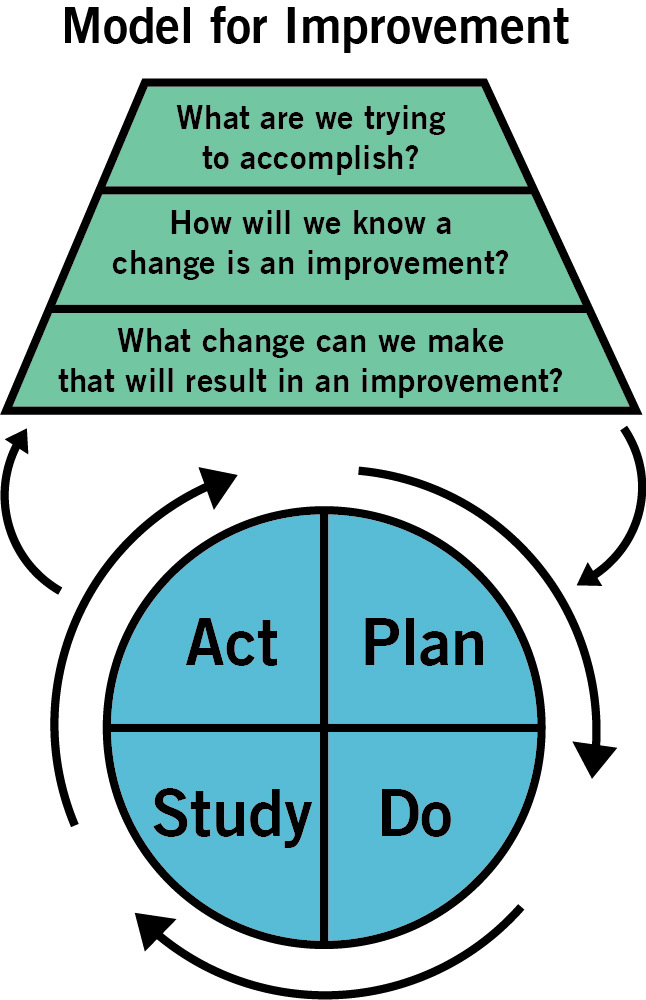 Model for Improvement
What are we trying
to accomplish?
How will we know a
change is an improvement?
What change can we make
that will result in an improvement?
Act
Plan
Study
Do